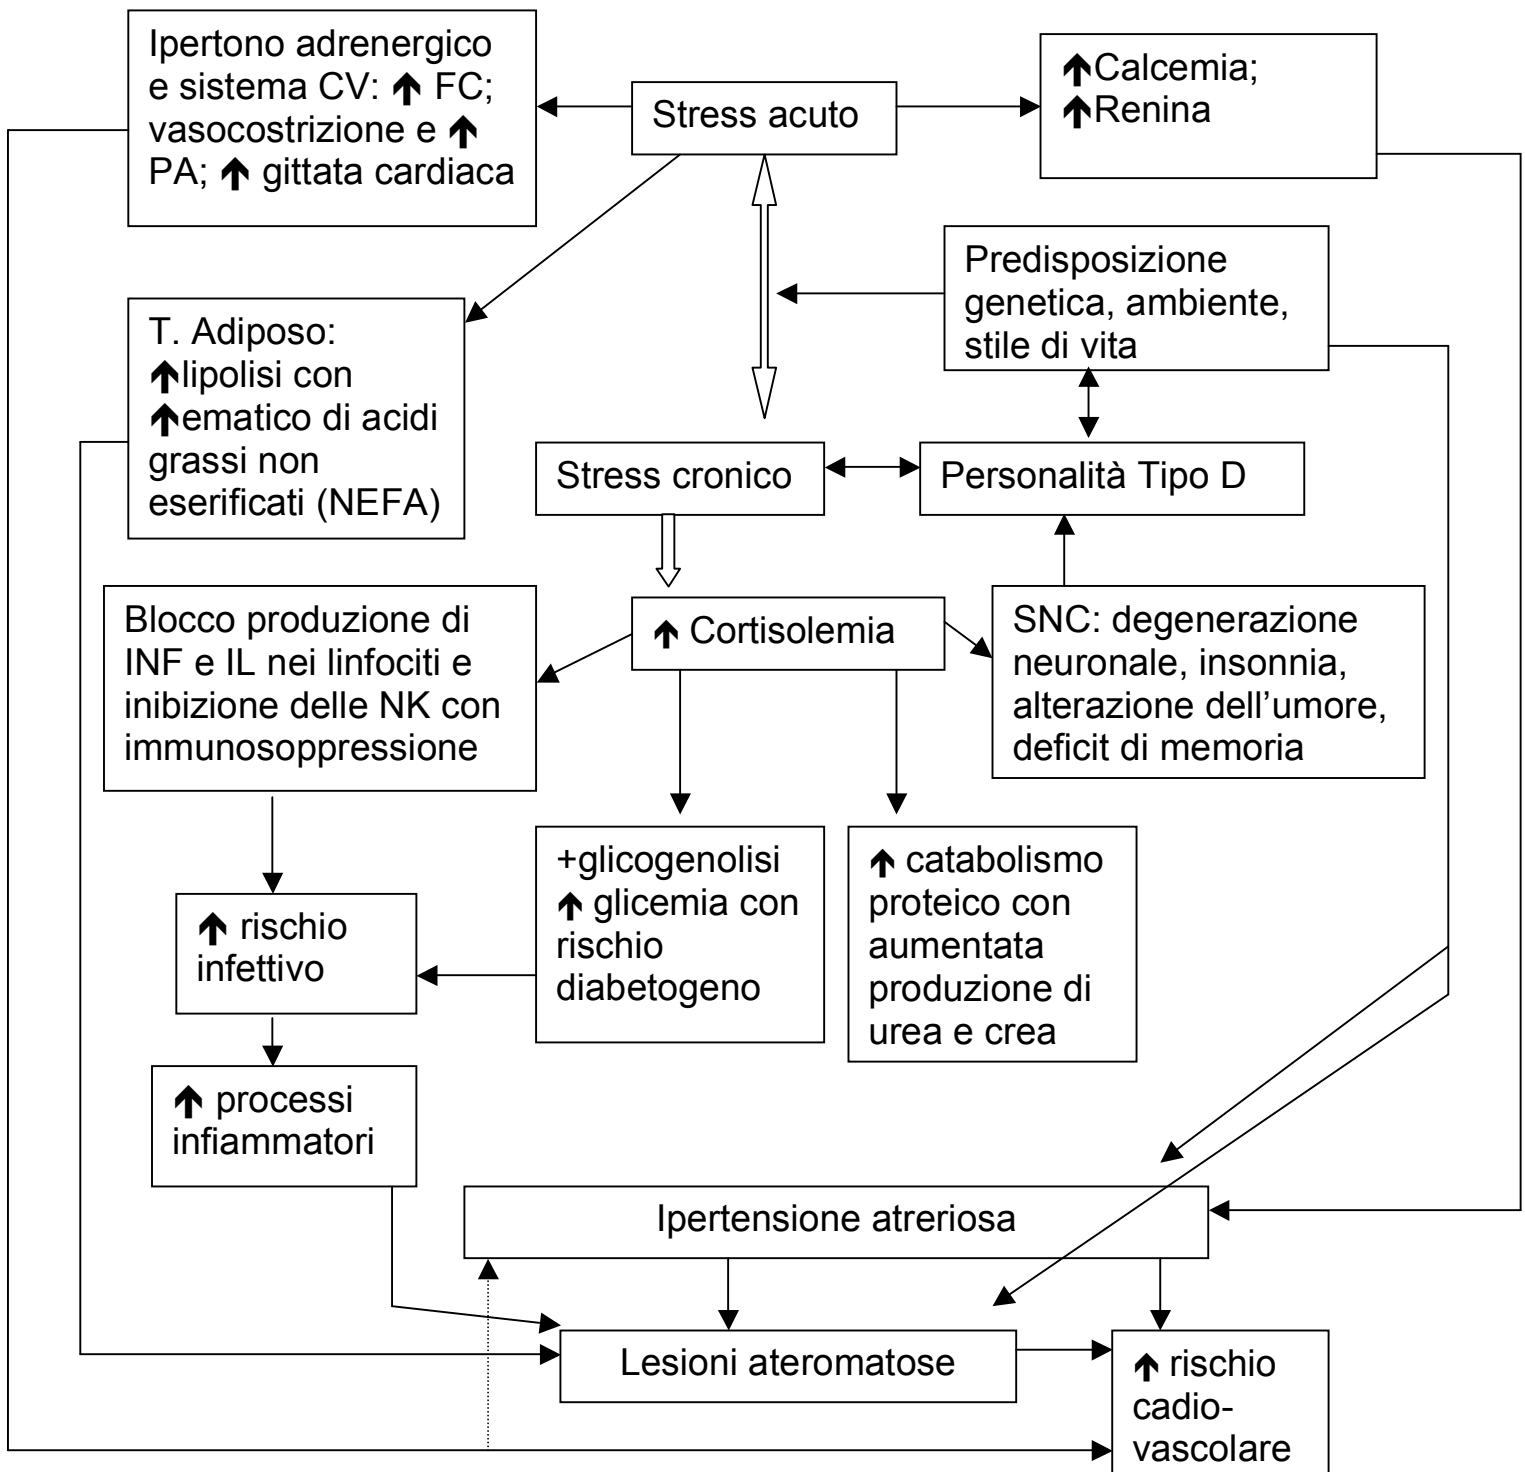 Ipertono adrenergico
e sistema CV: ↑ FC;
vasocostrizione e ↑
PA; ↑ gittata cardiaca
Stress acuto
↑Calcemia;
↑Renina
Predisposizione
genetica, ambiente,
stile di vita
T. Adiposo:
↑lipolisi con
↑ematico di acidi
grassi non
eserificati (NEFA)
Stress cronico
Personalità Tipo D
Blocco produzione di
INF e IL nei linfociti e
inibizione delle NK con
immunosoppressione
↑ Cortisolemia
SNC: degenerazione
neuronale, insonnia,
alterazione dell’umore,
deficit di memoria
+glicogenolisi
↑ glicemia con
rischio
diabetogeno
↑ catabolismo
proteico con
aumentata
produzione di
urea e crea
↑ rischio
infettivo
↑ processi
infiammatori
Ipertensione atreriosa
Lesioni ateromatose
↑ rischio
cadio-
vascolare